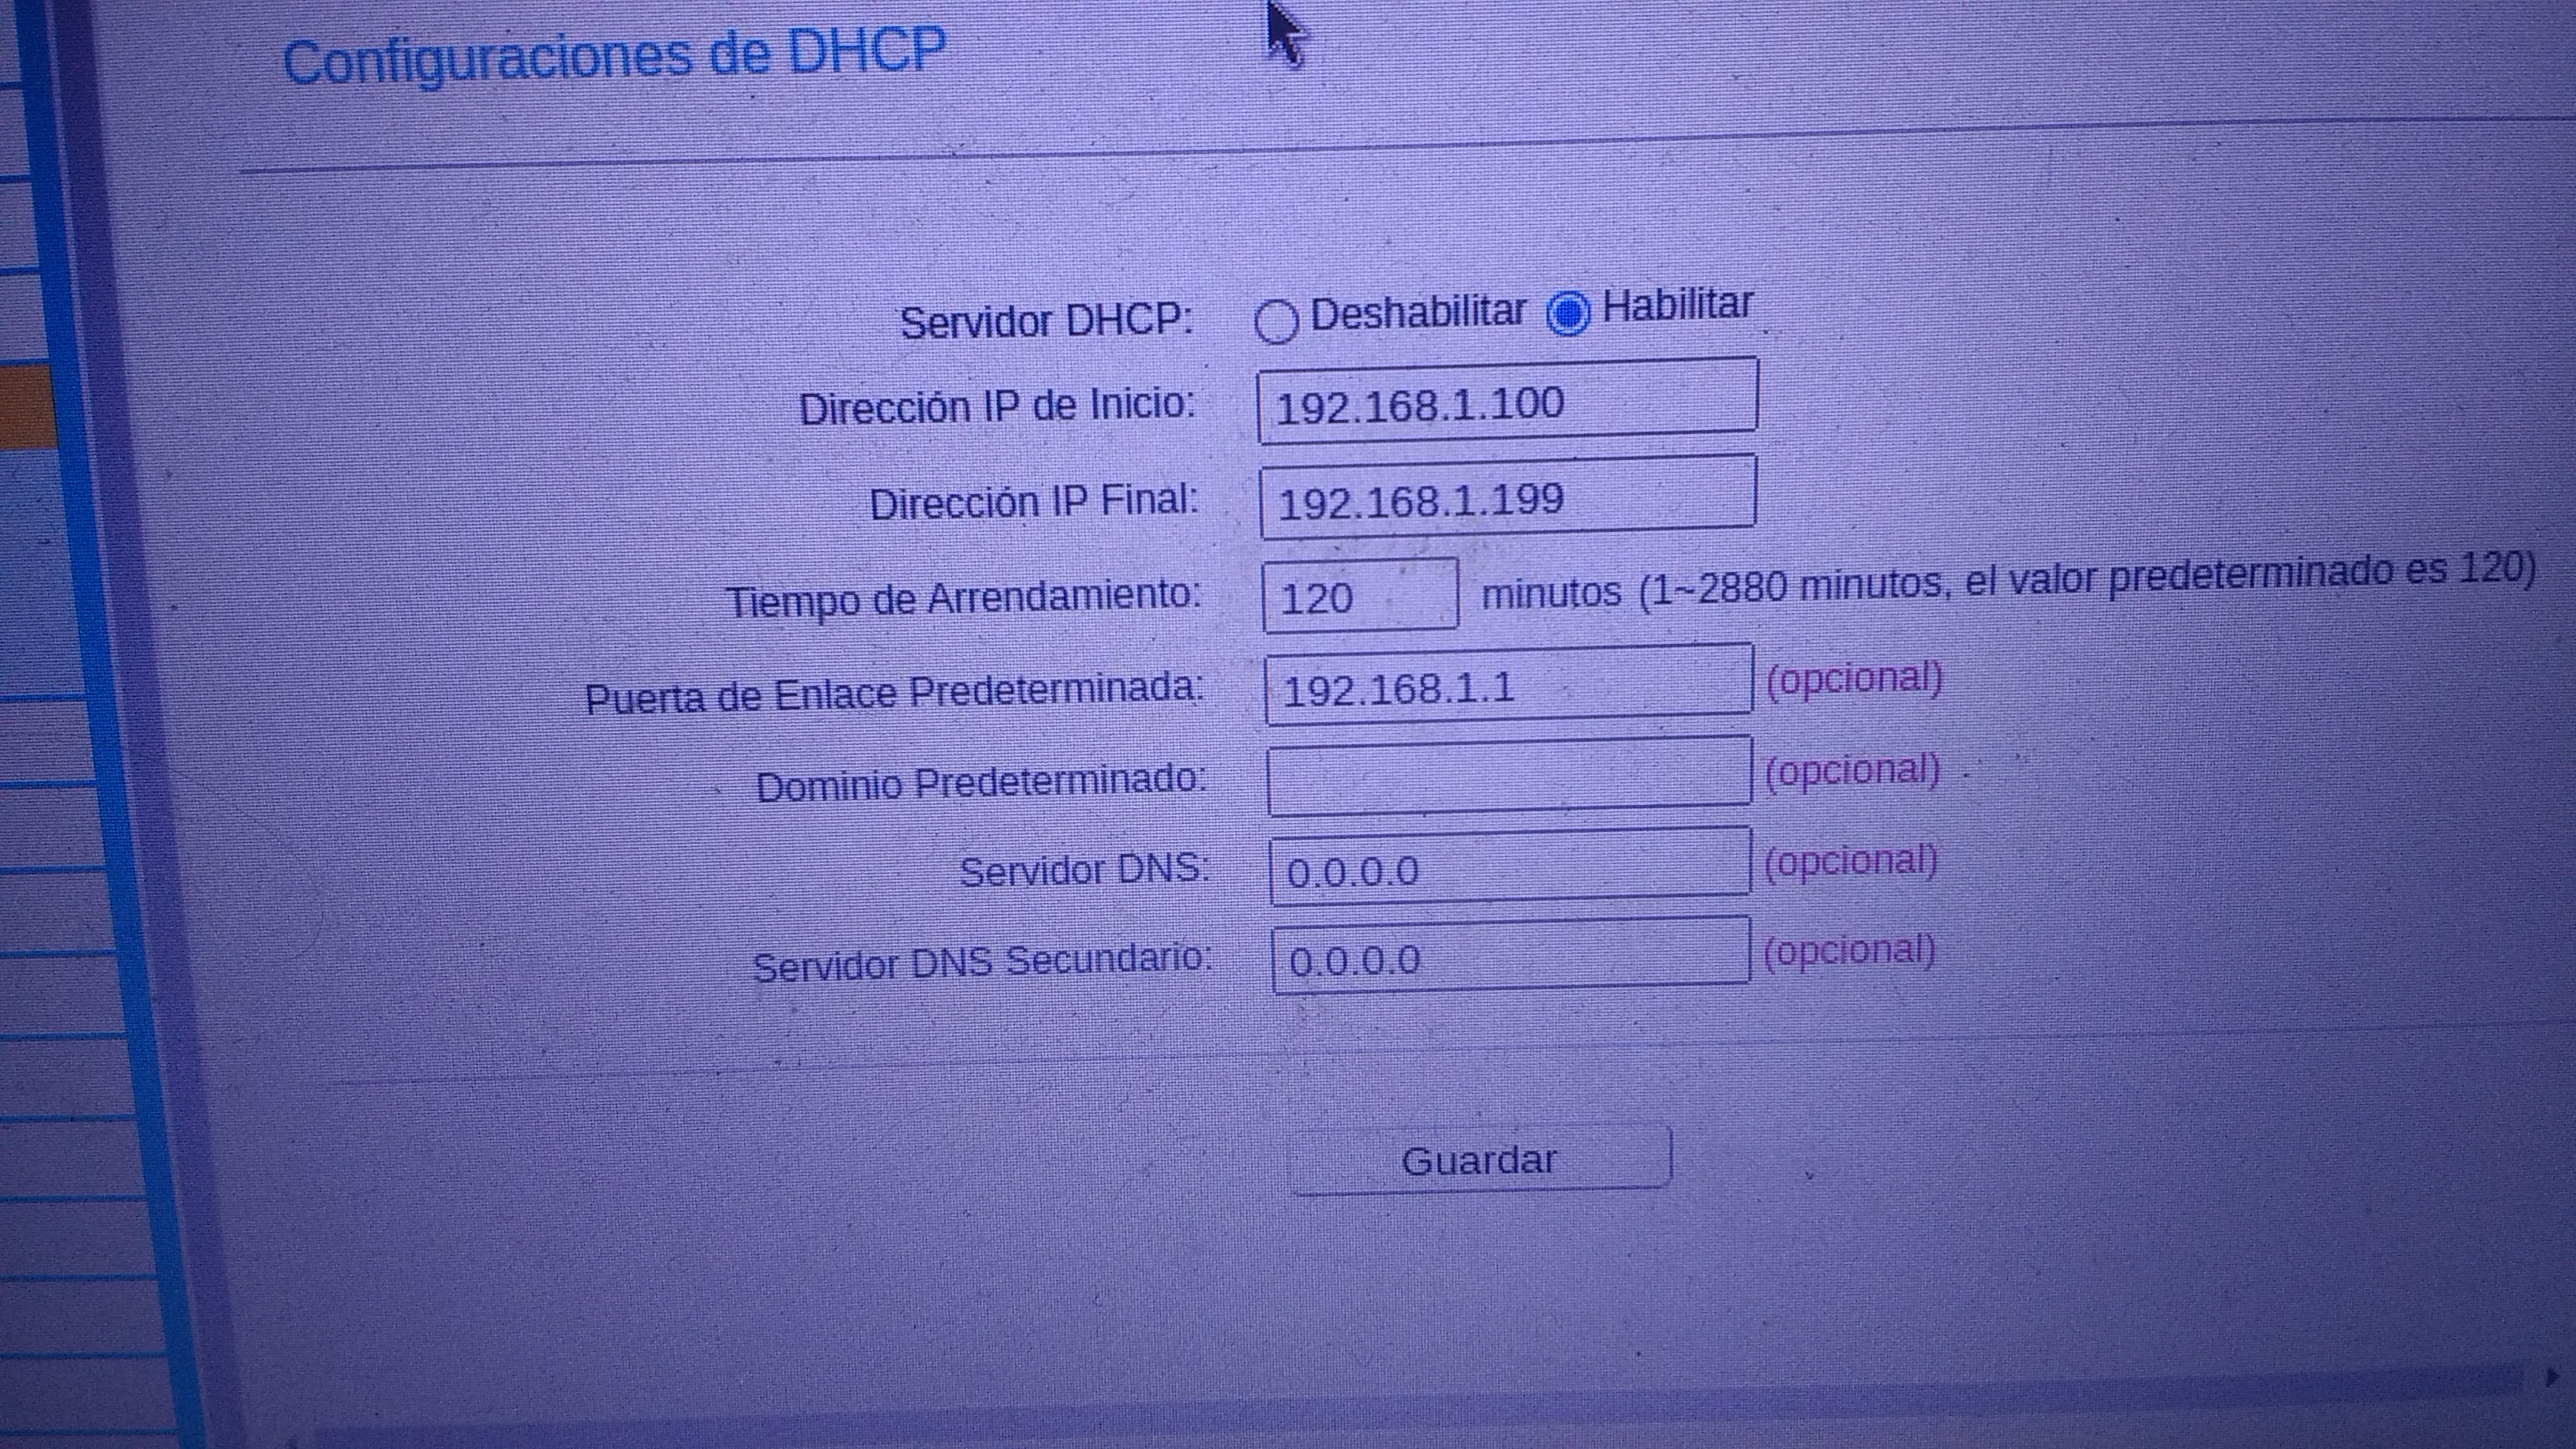 Configuraciones de DHCP
Servidor DHCP: Deshabilitar Habilitar
Dirección IP de Inicio: 192.168.1.100
Dirección IP Final: 192.168.1.199
Tiempo de Arrendamiento: 120 minutos (1~2880 minutos, el valor predeterminado es 120)
Puerta de Enlace Predeterminada: 192.168.1.1 (opcional)
Dominio Predeterminado: (opcional)
Servidor DNS: 0.0.0.0 (opcional)
Servidor DNS Secundario: 0.0.0.0 (opcional)
Guardar